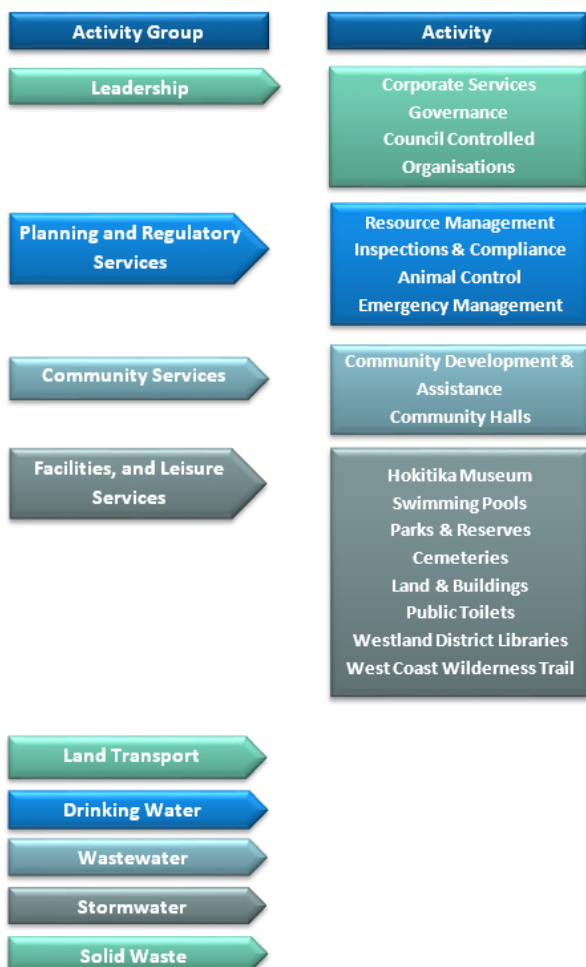 Activity Group
Activity
Leadership
Corporate Services
Governance
Council Controlled
Organisations
Planning and Regulatory
Services
Resource Management
Inspections & Compliance
Animal Control
Emergency Management
Community Services
Community Development &
Assistance
Community Halls
Facilities, and Leisure
Services
Hokitika Museum
Swimming Pools
Parks & Reserves
Cemeteries
Land & Buildings
Public Toilets
Westland District Libraries
West Coast Wilderness Trail
Land Transport
Drinking Water
Wastewater
Stormwater
Solid Waste